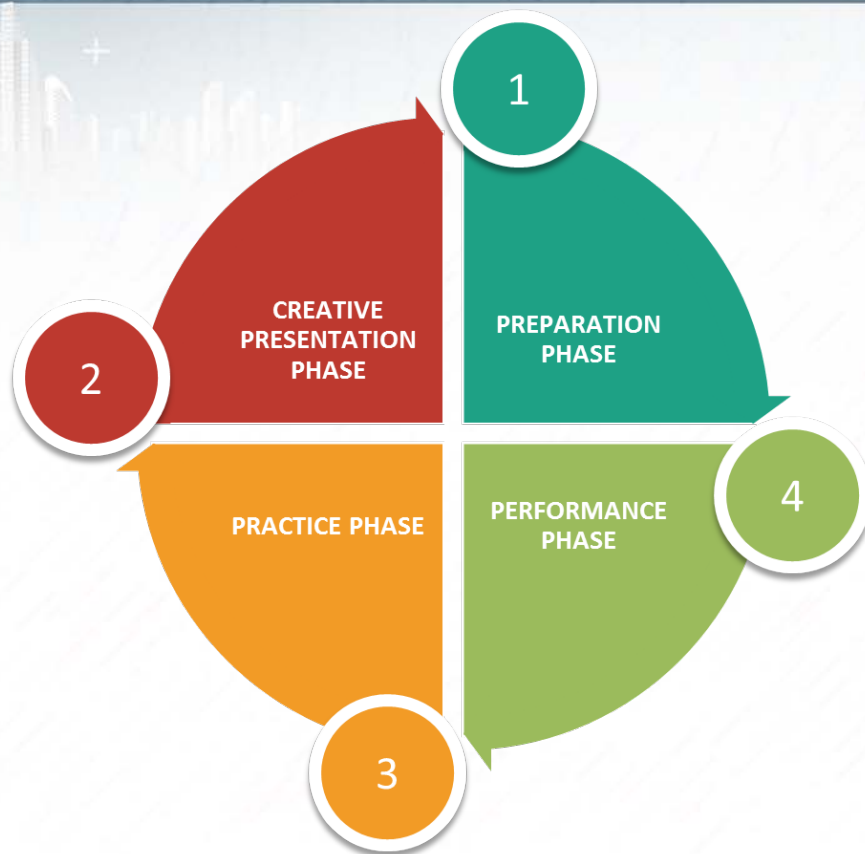 1
CREATIVE
PRESENTATION
PHASE
PREPARATION
PHASE
2
PRACTICE PHASE
PERFORMANCE
PHASE
4
3